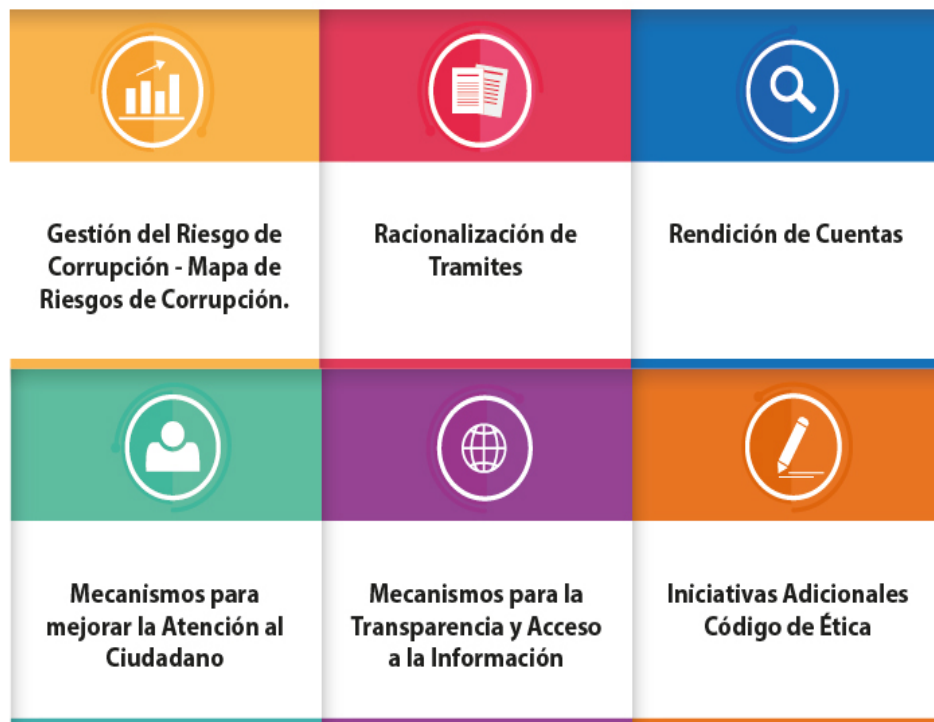 Gestión del Riesgo de
Corrupción - Mapa de
Riesgos de Corrupción.
Racionalización de
Tramites
Rendición de Cuentas
Mecanismos para
mejorar la Atención al
Ciudadano
Mecanismos para la
Transparencia y Acceso
a la Información
Iniciativas Adicionales
Código de Ética